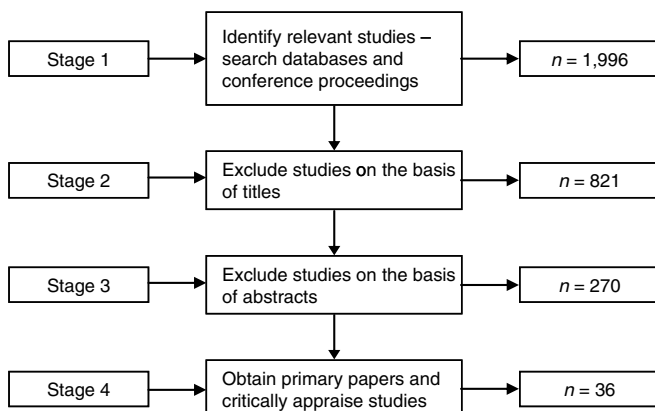 Stage 1
Identify relevant studies –
search databases and
conference proceedings
n = 1,996
Stage 2
Exclude studies on the basis
of titles
n = 821
Stage 3
Exclude studies on the basis
of abstracts
n = 270
Stage 4
Obtain primary papers and
critically appraise studies
n = 36